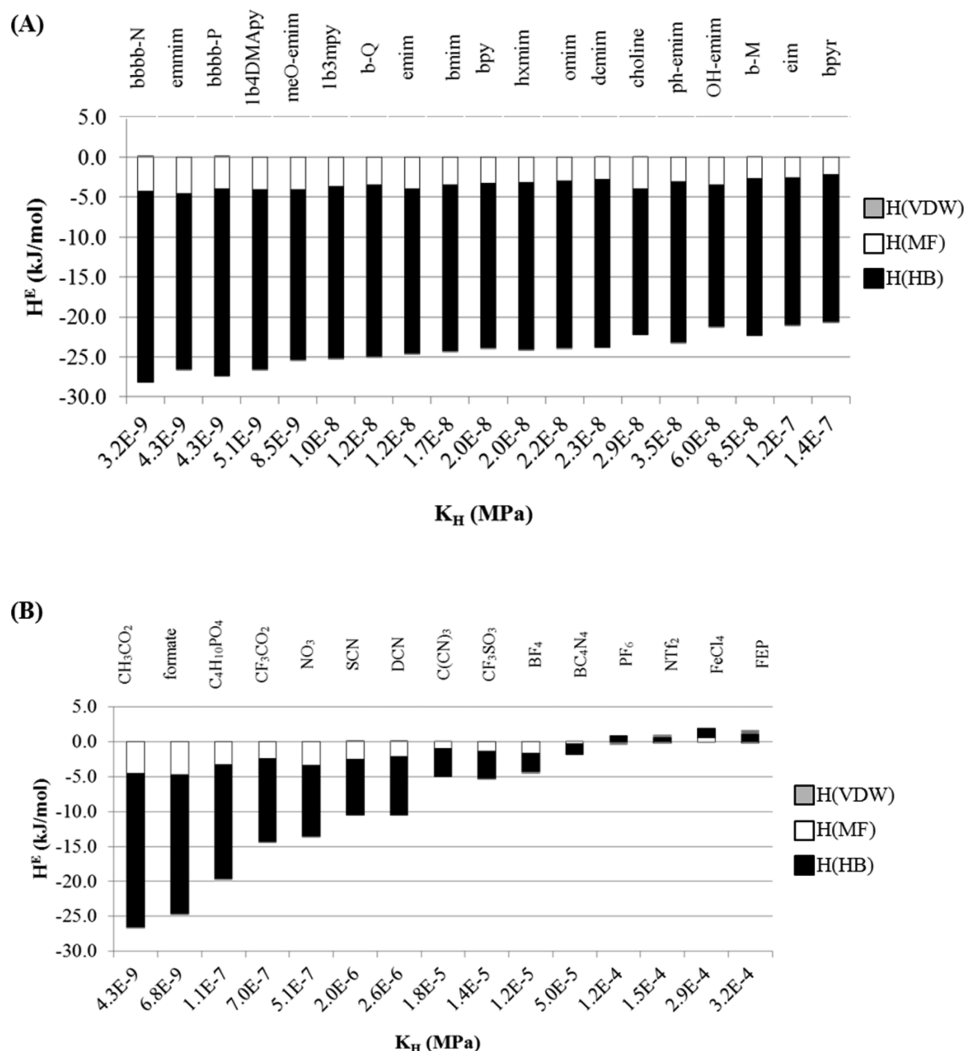 (A)
bbbb-N
emmim
bbbb-P
1b4DMApy
meO-emim
1b3mpy
b-Q
emim
bmim
bpy
hxmim
omim
dcmim
choline
ph-emim
OH-emim
b-M
eim
bpyr
5.0
0.0
-5.0
-10.0
-15.0
-20.0
-25.0
-30.0
H^E (kJ/mol)
H(VDW)
H(MF)
H(HB)
3.2E-9
4.3E-9
4.3E-9
5.1E-9
8.5E-9
1.0E-8
1.2E-8
1.2E-8
1.7E-8
2.0E-8
2.0E-8
2.2E-8
2.3E-8
2.9E-8
3.5E-8
6.0E-8
8.5E-8
1.2E-7
1.4E-7
K_H (MPa)
(B)
CH3CO2
formate
C4H10PO4
CF3CO2
NO3
SCN
DCN
C(CN)3
CF3SO3
BF4
BC4N4
PF6
NTf2
FeCl4
FEP
5.0
0.0
-5.0
-10.0
-15.0
-20.0
-25.0
-30.0
H^E (kJ/mol)
H(VDW)
H(MF)
H(HB)
4.3E-9
6.8E-9
1.1E-7
7.0E-7
5.1E-7
2.0E-6
2.6E-6
1.8E-5
1.4E-5
1.2E-5
5.0E-5
1.2E-4
1.5E-4
2.9E-4
3.2E-4
K_H (MPa)